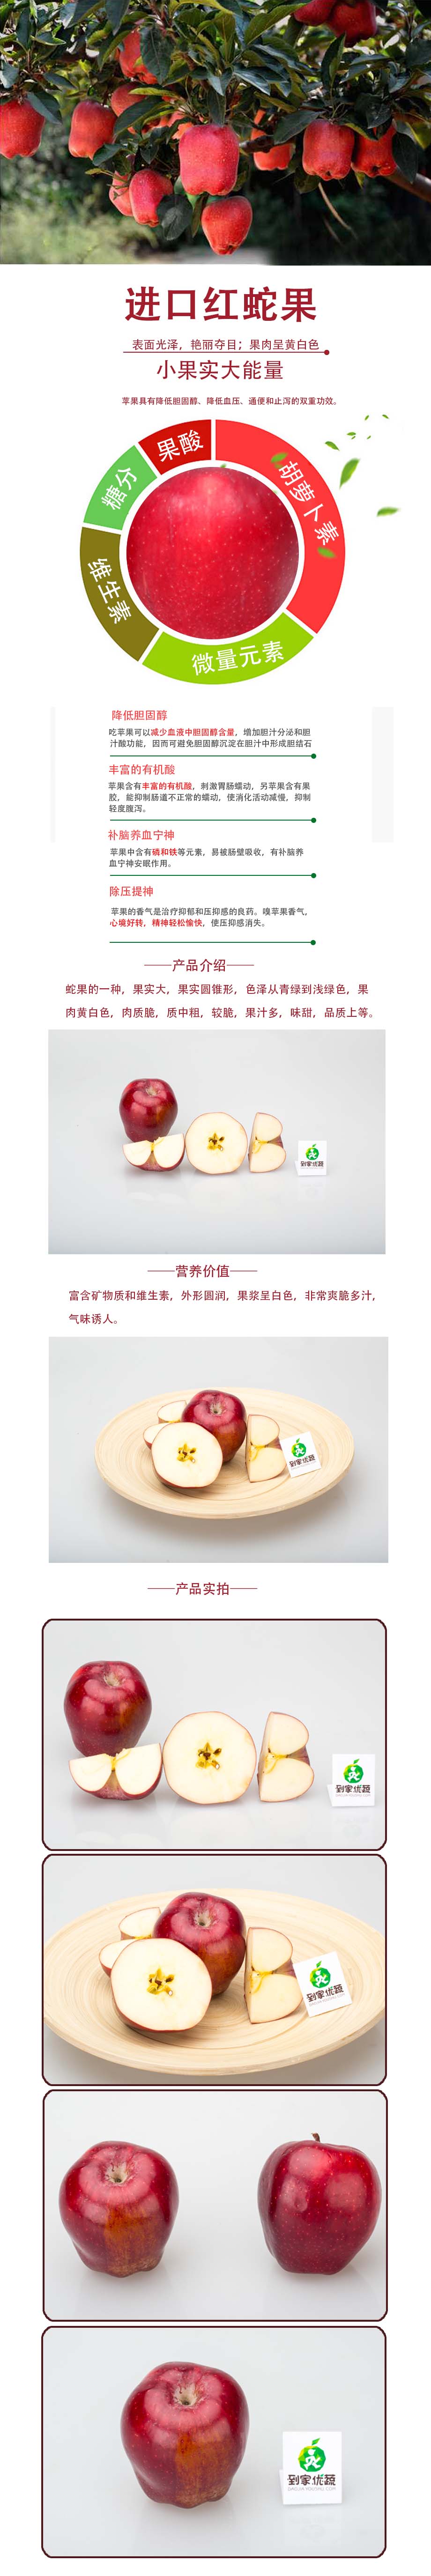 进口红蛇果
表面光泽，艳丽夺目；果肉呈黄白色
小果实大能量
苹果具有降低胆固醇、降低血压、通便和止泻的双重功效。
果酸
胡萝卜素
糖分
维生素
微量元素
降低胆固醇
吃苹果可以减少血液中胆固醇含量，增加胆汁分泌和胆
汁酸功能，因而可避免胆固醇沉淀在胆汁中形成胆结石
丰富的有机酸
苹果含有丰富的有机酸，刺激胃肠蠕动，另苹果含有果
胶，能抑制肠道不正常的蠕动，使消化活动减慢，抑制
轻度腹泻。
补脑养血宁神
苹果中含有磷和铁等元素，易被肠壁吸收，有补脑养
血宁神安眠作用。
除压提神
苹果的香气是治疗抑郁和压抑感的良药。嗅苹果香气，
心境好转，精神轻松愉快，使压抑感消失。
产品介绍
蛇果的一种，果实大，果实圆锥形，色泽从青绿到浅绿色，果
肉黄白色，肉质脆，质中粗，较脆，果汁多，味甜，品质上等。
到家优蔬
营养价值
富含矿物质和维生素，外形圆润，果浆呈白色，非常爽脆多汁，
气味诱人。
到家优蔬
产品实拍
到家优蔬
到家优蔬
到家优蔬
DAOJIAYOUSHU.COM